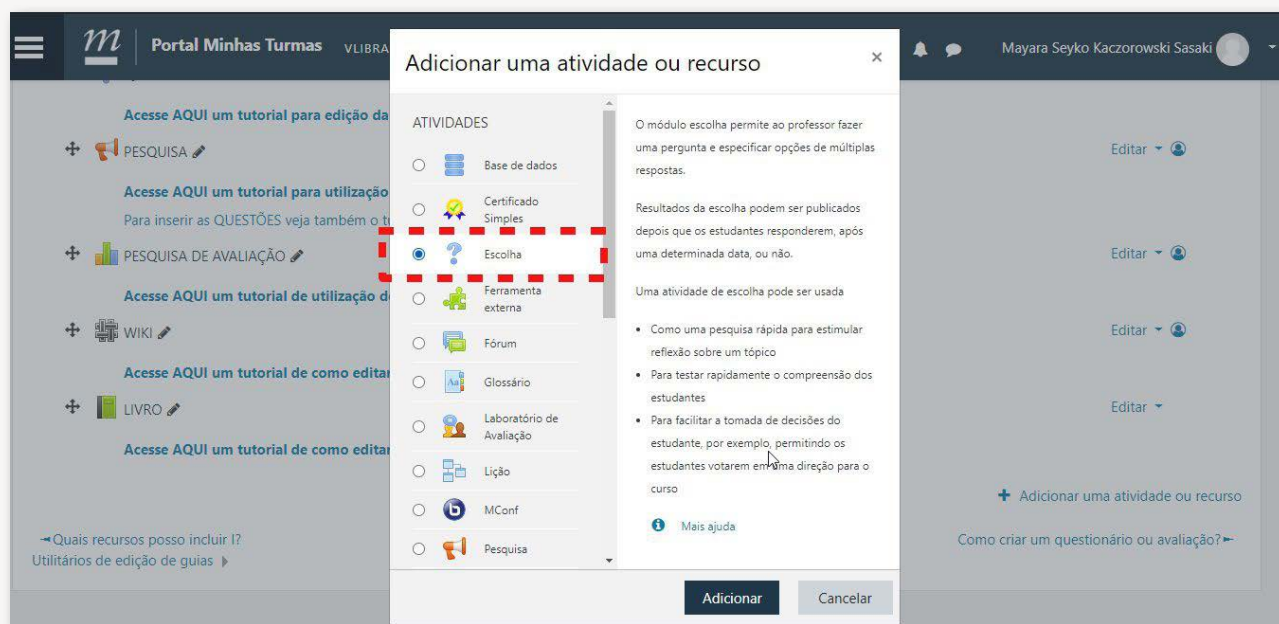 m
Portal Minhas Turmas
VLIBRA
Mayara Seyko Kaczorowski Sasaki
Acesse AQUI um tutorial para edição da
PESQUISA
Editar
Acesse AQUI um tutorial para utilização
Para inserir as QUESTÕES veja também o tu
PESQUISA DE AVALIAÇÃO
Editar
Acesse AQUI um tutorial de utilização d
WIKI
Editar
Acesse AQUI um tutorial de como editar
LIVRO
Editar
Acesse AQUI um tutorial de como editar
Adicionar uma atividade ou recurso
Quais recursos posso incluir I?
Utilitários de edição de guias
Como criar um questionário ou avaliação?
Adicionar uma atividade ou recurso
×
ATIVIDADES
Base de dados
Certificado
Simples
Escolha
Ferramenta
externa
Fórum
Aa
Glossário
Laboratório de
Avaliação
Lição
b
MConf
Pesquisa
O módulo escolha permite ao professor fazer
uma pergunta e especificar opções de múltiplas
respostas.
Resultados da escolha podem ser publicados
depois que os estudantes responderem, após
uma determinada data, ou não.
Uma atividade de escolha pode ser usada
• Como uma pesquisa rápida para estimular
reflexão sobre um tópico
• Para testar rapidamente o compreensão dos
estudantes
• Para facilitar a tomada de decisões do
estudante, por exemplo, permitindo os
estudantes votarem em uma direção para o
curso
Mais ajuda
Adicionar
Cancelar